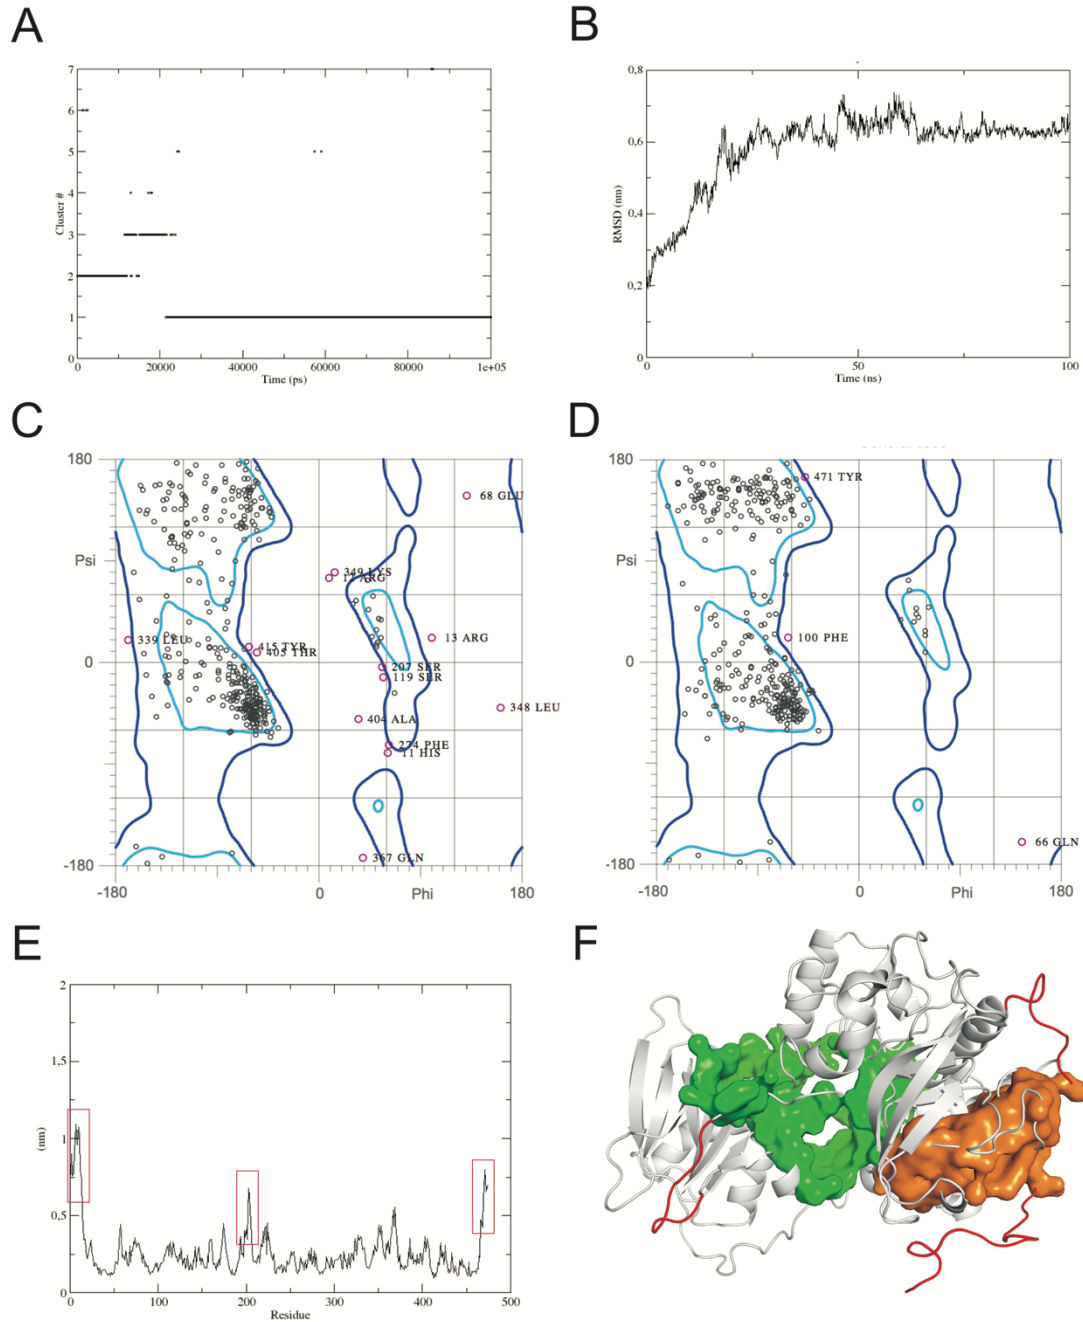 A
B
7
6
5
4
3
2
1
0
Cluster #
0
20000
40000
60000
80000
1e+05
Time (ps)
0,8
0,6
0,4
0,2
0
RMSD (nm)
0
50
100
Time (ns)
C
D
180
Psi
0
-180
68 GLU
349 LYS
17 ARG
13 ARG
339 LEU
415 TYR
405 THR
207 SER
119 SER
348 LEU
404 ALA
274 PHE
11 HIS
367 GLN
-180
0
Phi
180
180
Psi
0
-180
471 TYR
100 PHE
66 GLN
-180
0
Phi
180
E
F
2
1,5
1
0,5
0
(nm)
0
100
200
300
400
500
Residue